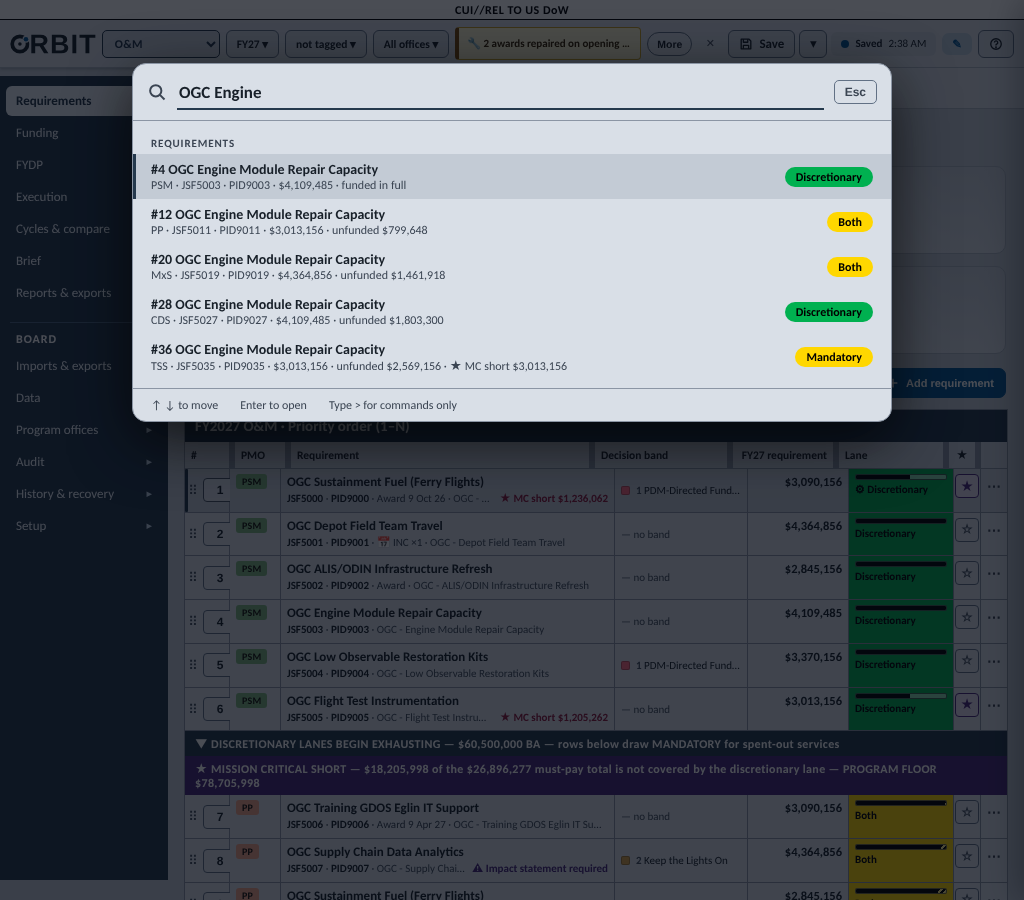 CUI//REL TO US DoW
ORBIT
O&M
FY27 ▾
not tagged ▾
All offices ▾
🔧 2 awards repaired on opening ...
More
×
Save
▾
Saved 2:38 AM
✎
?
OGC Engine
Esc
REQUIREMENTS
#4 OGC Engine Module Repair Capacity
PSM · JSF5003 · PID9003 · $4,109,485 · funded in full
Discretionary
#12 OGC Engine Module Repair Capacity
PP · JSF5011 · PID9011 · $3,013,156 · unfunded $799,648
Both
#20 OGC Engine Module Repair Capacity
MxS · JSF5019 · PID9019 · $4,364,856 · unfunded $1,461,918
Both
#28 OGC Engine Module Repair Capacity
CDS · JSF5027 · PID9027 · $4,109,485 · unfunded $1,803,300
Discretionary
#36 OGC Engine Module Repair Capacity
TSS · JSF5035 · PID9035 · $3,013,156 · unfunded $2,569,156 · ★ MC short $3,013,156
Mandatory
↑ ↓ to move Enter to open Type > for commands only
Requirements
Funding
FYDP
Execution
Cycles & compare
Brief
Reports & exports
BOARD
Imports & exports
Data
Program offices ▸
Audit ▸
History & recovery ▸
Setup ▸
Add requirement
FY2027 O&M · Priority order (1–N)
# PMO Requirement Decision band FY27 requirement Lane ★
1 PSM OGC Sustainment Fuel (Ferry Flights) $3,090,156
JSF5000 · PID9000 · Award 9 Oct 26 · OGC - ... ★ MC short $1,236,062 1 PDM-Directed Fund... ⚙ Discretionary ★ ⋯
2 PSM OGC Depot Field Team Travel $4,364,856
JSF5001 · PID9001 · 📅 INC ×1 · OGC - Depot Field Team Travel — no band Discretionary ☆ ⋯
3 PSM OGC ALIS/ODIN Infrastructure Refresh $2,845,156
JSF5002 · PID9002 · Award · OGC - ALIS/ODIN Infrastructure Refresh — no band Discretionary ☆ ⋯
4 PSM OGC Engine Module Repair Capacity $4,109,485
JSF5003 · PID9003 · OGC - Engine Module Repair Capacity — no band Discretionary ☆ ⋯
5 PSM OGC Low Observable Restoration Kits $3,370,156
JSF5004 · PID9004 · OGC - Low Observable Restoration Kits 1 PDM-Directed Fund... Discretionary ☆ ⋯
6 PSM OGC Flight Test Instrumentation $3,013,156
JSF5005 · PID9005 · OGC - Flight Test Instru... ★ MC short $1,205,262 — no band Discretionary ★ ⋯
▼ DISCRETIONARY LANES BEGIN EXHAUSTING — $60,500,000 BA — rows below draw MANDATORY for spent-out services
★ MISSION CRITICAL SHORT — $18,205,998 of the $26,896,277 must-pay total is not covered by the discretionary lane — PROGRAM FLOOR
$78,705,998
7 PP OGC Training GDOS Eglin IT Support $3,090,156
JSF5006 · PID9006 · Award 9 Apr 27 · OGC - Training GDOS Eglin IT Su... — no band Both ☆ ⋯
8 PP OGC Supply Chain Data Analytics $4,364,856
JSF5007 · PID9007 · OGC - Supply Chai... ⚠ Impact statement required 2 Keep the Lights On Both ☆ ⋯
PP OGC Sustainment Fuel (Ferry Flights) $2,845,156